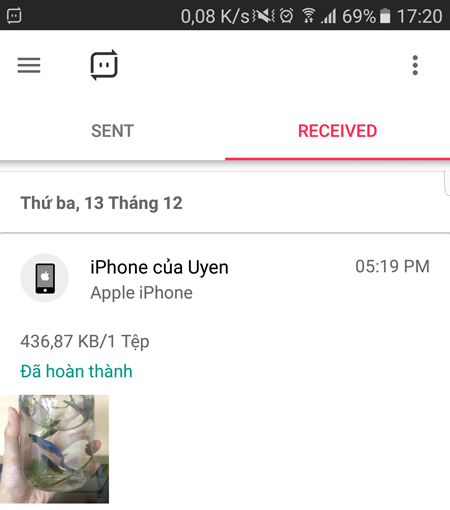 0,08 K/s 69% 17:20
SENT RECEIVED
Thứ ba, 13 Tháng 12
iPhone của Uyen 05:19 PM
Apple iPhone
436,87 KB/1 Tệp
Đã hoàn thành